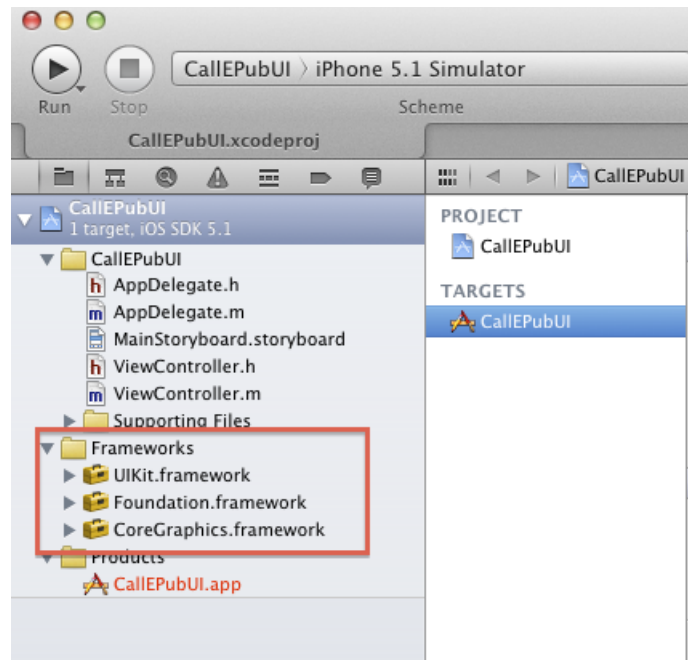 CallEPubUI 〉 iPhone 5.1 Simulator
Run Stop Scheme
CallEPubUI.xcodeproj
CallEPubUI
CallEPubUI
1 target, iOS SDK 5.1
CallEPubUI
h AppDelegate.h
m AppDelegate.m
MainStoryboard.storyboard
h ViewController.h
m ViewController.m
Supporting Files
Frameworks
UIKit.framework
Foundation.framework
CoreGraphics.framework
Products
CallEPubUI.app
PROJECT
CallEPubUI
TARGETS
CallEPubUI